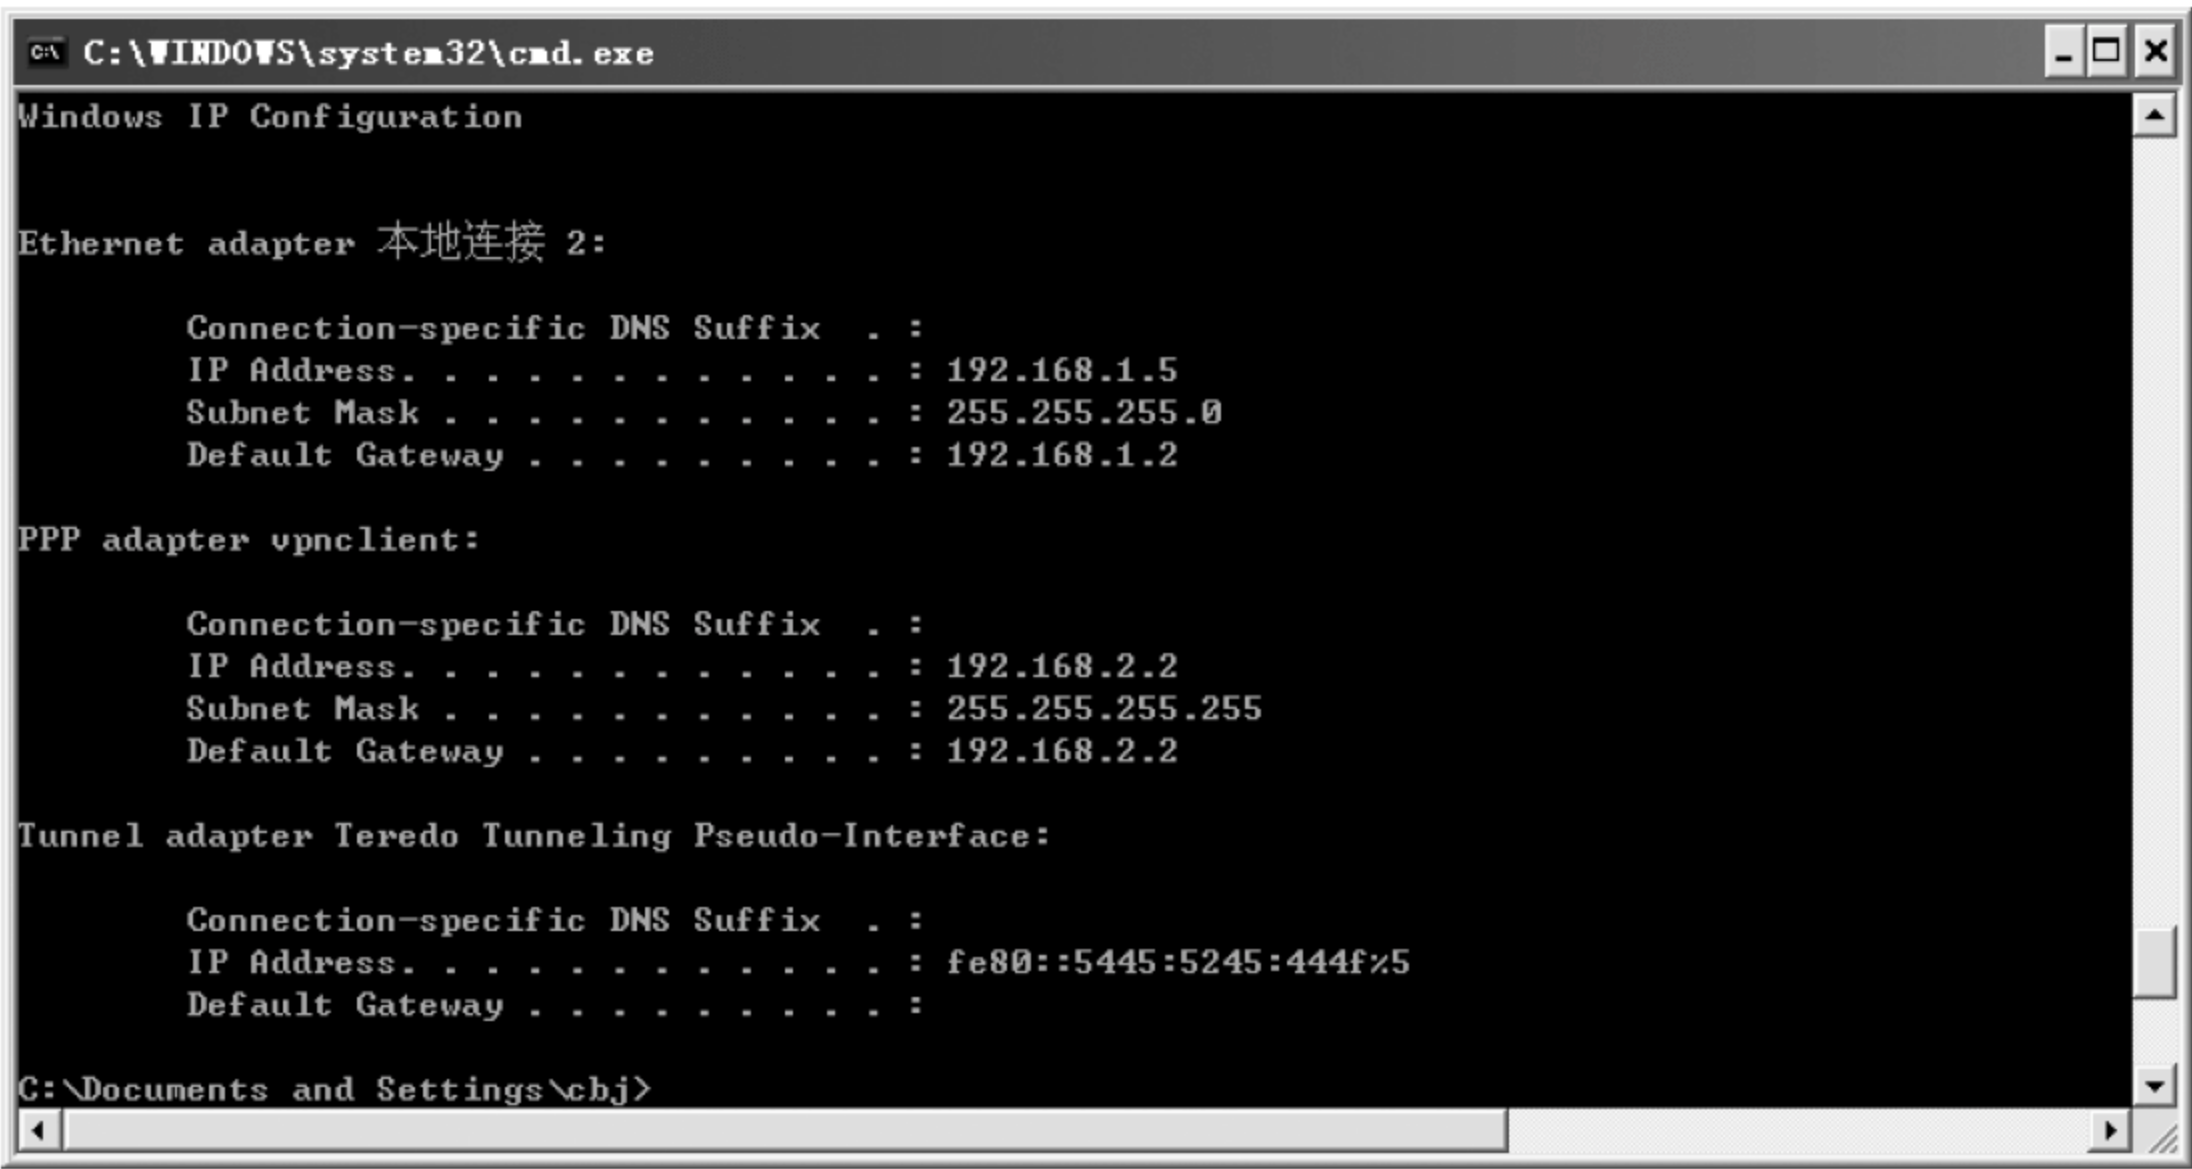 C:\WINDOWS\system32\cmd.exe
Windows IP Configuration
Ethernet adapter 本地连接 2:
Connection-specific DNS Suffix  . :
IP Address. . . . . . . . . . . . : 192.168.1.5
Subnet Mask . . . . . . . . . . . : 255.255.255.0
Default Gateway . . . . . . . . . : 192.168.1.2
PPP adapter vpnclient:
Connection-specific DNS Suffix  . :
IP Address. . . . . . . . . . . . : 192.168.2.2
Subnet Mask . . . . . . . . . . . : 255.255.255.255
Default Gateway . . . . . . . . . : 192.168.2.2
Tunnel adapter Teredo Tunneling Pseudo-Interface:
Connection-specific DNS Suffix  . :
IP Address. . . . . . . . . . . . : fe80::5445:5245:444f%5
Default Gateway . . . . . . . . . :
C:\Documents and Settings\cbj>